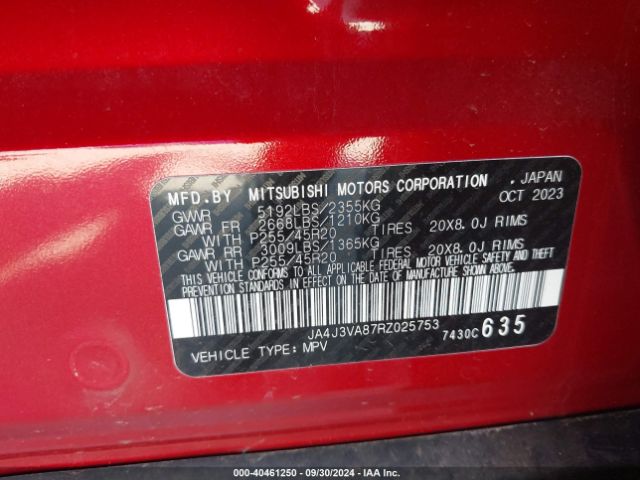 MFD.BY MITSUBISHI MOTORS CORPORATION , JAPAN
GVWR 5192LBS/2355KG OCT 2023
GAWR FR 2668LBS/1210KG
WITH P255/45R20 TIRES 20X8.0J RIMS
GAWR RR 3009LBS/1365KG
WITH P255/45R20 TIRES 20X8.0J RIMS
THIS VEHICLE CONFORMS TO ALL APPLICABLE FEDERAL MOTOR VEHICLE SAFETY, BUMPER, AND THEFT
PREVENTION STANDARDS IN EFFECT ON THE DATE OF MANUFACTURE SHOWN ABOVE.
JA4J3VA87RZ025753
7430C 635
VEHICLE TYPE: MPV
000-40461250 - 09/30/2024 - IAA Inc.